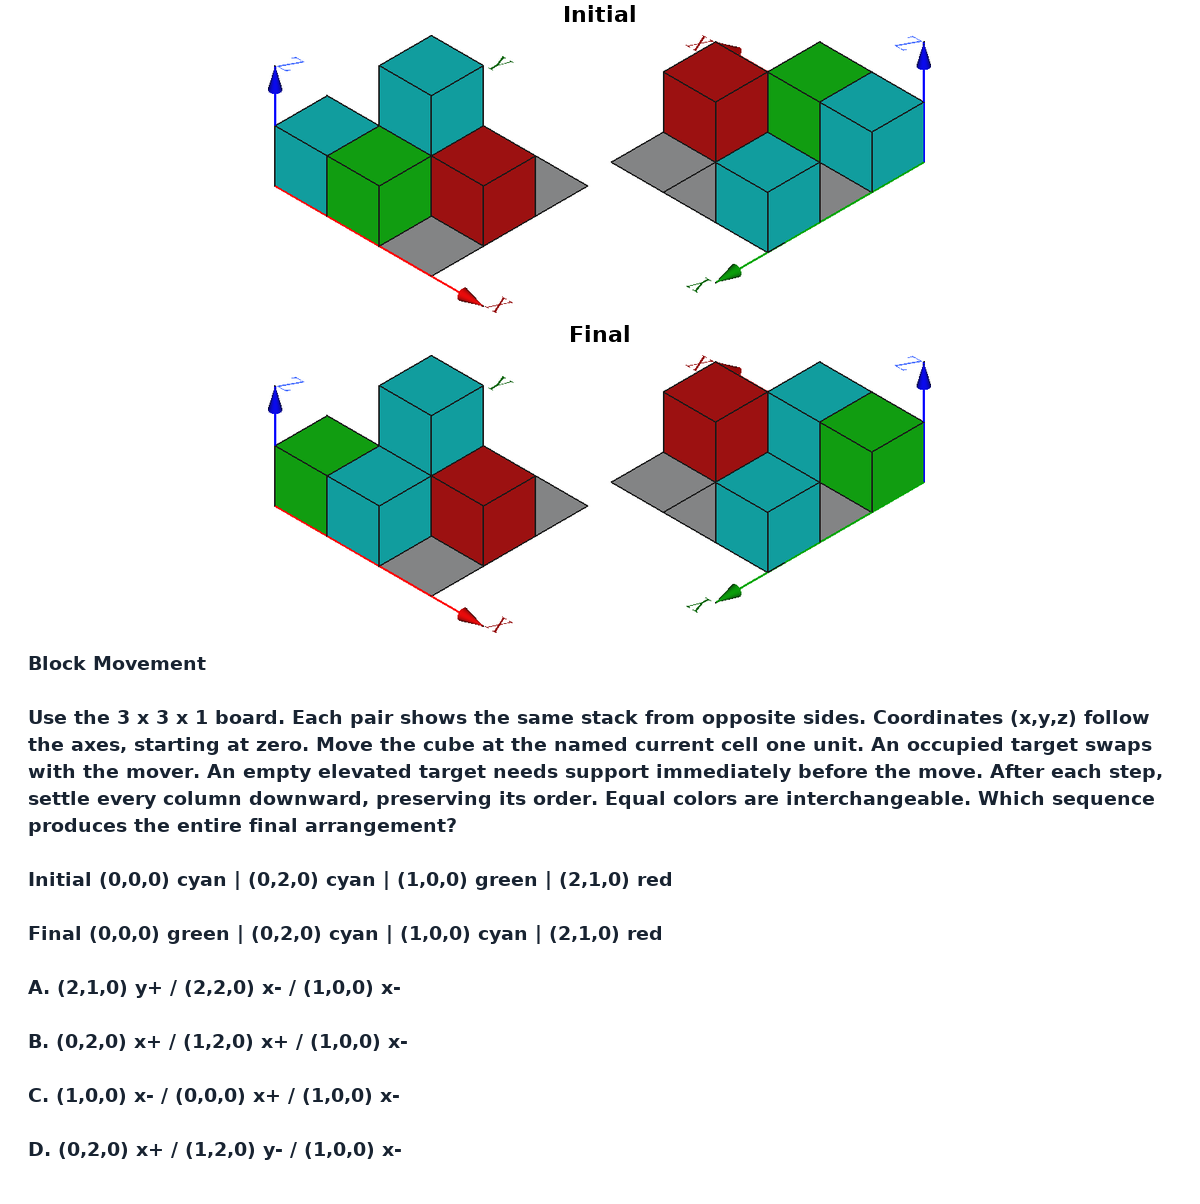 Initial
Z Y X X Z Y
Final
Z Y X X Z Y
Block Movement
Use the 3 x 3 x 1 board. Each pair shows the same stack from opposite sides. Coordinates (x,y,z) follow
the axes, starting at zero. Move the cube at the named current cell one unit. An occupied target swaps
with the mover. An empty elevated target needs support immediately before the move. After each step,
settle every column downward, preserving its order. Equal colors are interchangeable. Which sequence
produces the entire final arrangement?
Initial (0,0,0) cyan | (0,2,0) cyan | (1,0,0) green | (2,1,0) red
Final (0,0,0) green | (0,2,0) cyan | (1,0,0) cyan | (2,1,0) red
A. (2,1,0) y+ / (2,2,0) x- / (1,0,0) x-
B. (0,2,0) x+ / (1,2,0) x+ / (1,0,0) x-
C. (1,0,0) x- / (0,0,0) x+ / (1,0,0) x-
D. (0,2,0) x+ / (1,2,0) y- / (1,0,0) x-